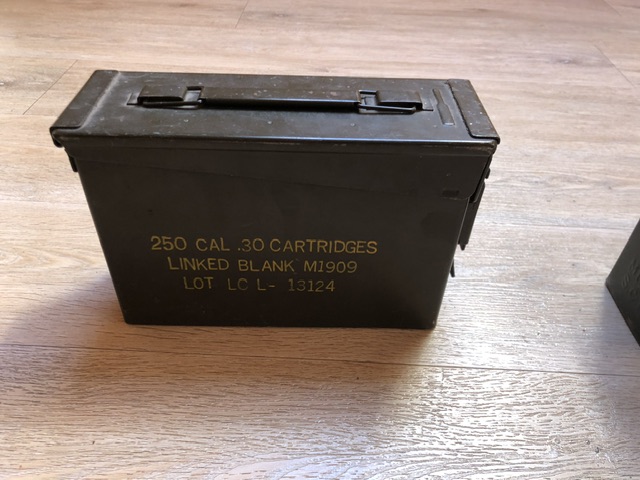 250 CAL .30 CARTRIDGES
LINKED BLANK M1909
LOT LC L- 13124